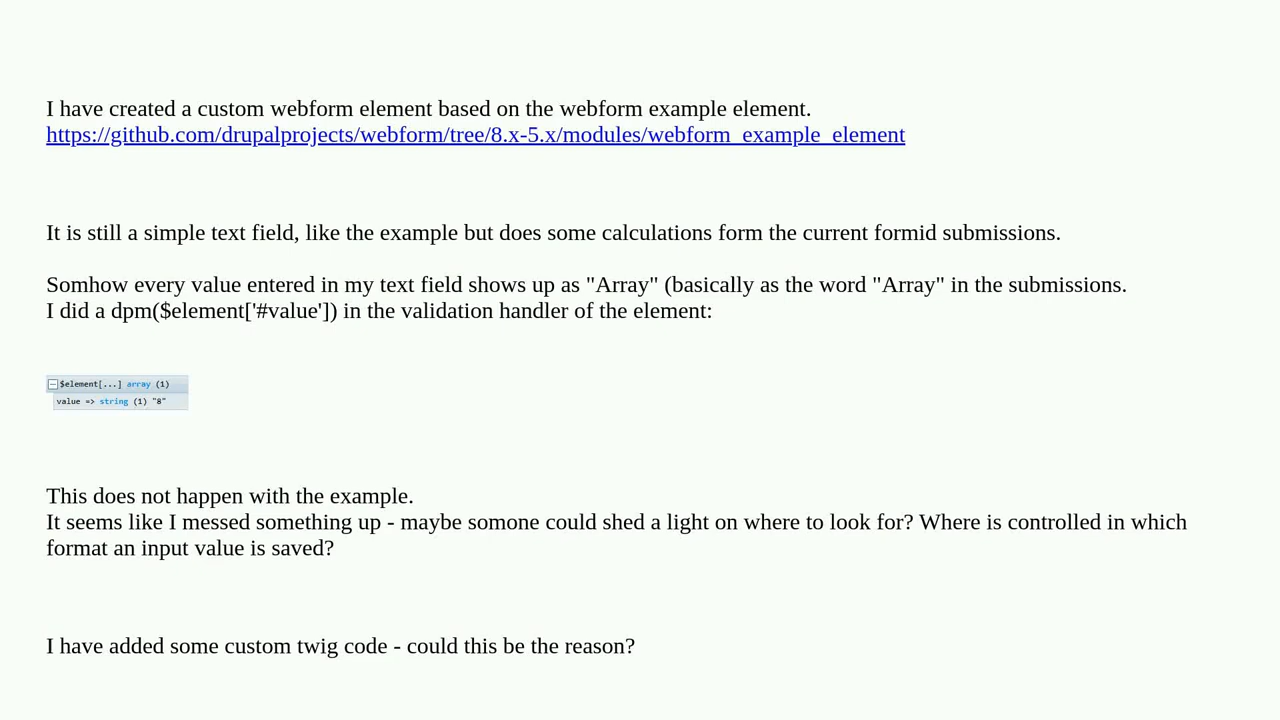 I have created a custom webform element based on the webform example element.
https://github.com/drupalprojects/webform/tree/8.x-5.x/modules/webform_example_element
It is still a simple text field, like the example but does some calculations form the current formid submissions.
Somhow every value entered in my text field shows up as "Array" (basically as the word "Array" in the submissions.
I did a dpm($element['#value']) in the validation handler of the element:
$element[...] array (1)
value => string (1) "8"
This does not happen with the example.
It seems like I messed something up - maybe somone could shed a light on where to look for? Where is controlled in which
format an input value is saved?
I have added some custom twig code - could this be the reason?